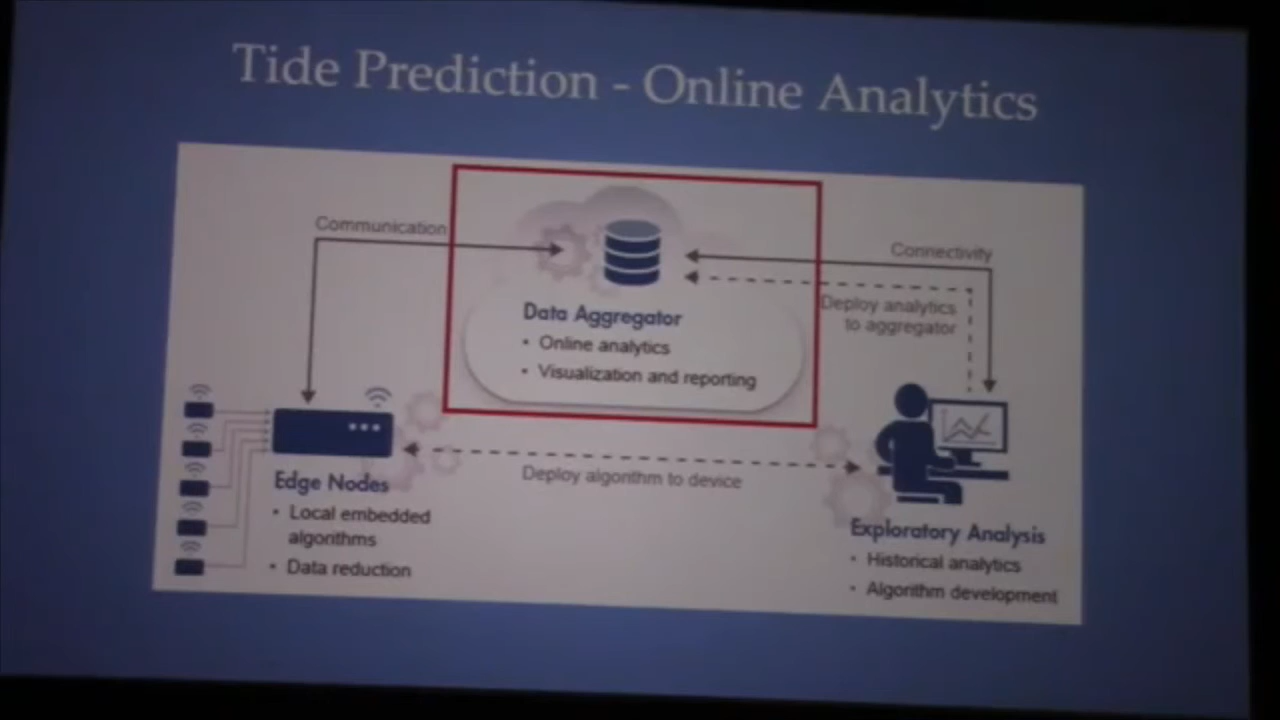 Tide Prediction - Online Analytics
Communication
Connectivity
Deploy analytics
to aggregator
Data Aggregator
• Online analytics
• Visualization and reporting
Deploy algorithm to device
Edge Nodes
• Local embedded
algorithms
• Data reduction
Exploratory Analysis
• Historical analytics
• Algorithm development